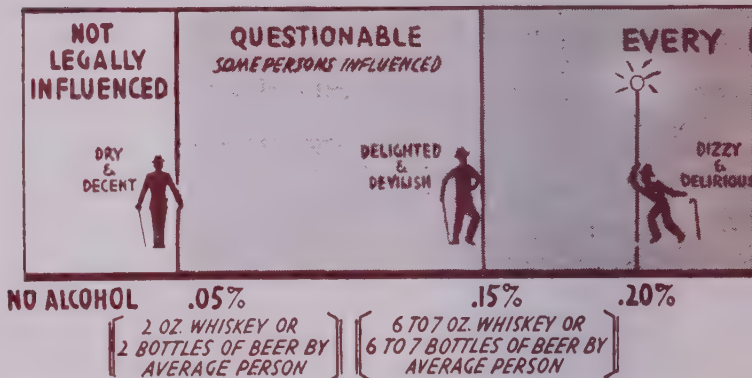 NOT
LEGALLY
INFLUENCED
QUESTIONABLE
SOME PERSONS INFLUENCED
EVERY
DRY
&
DECENT
DELIGHTED
&
DEVILISH
DIZZY
&
DELIRIOUS
NO ALCOHOL .05% .15% .20%
2 OZ. WHISKEY OR
2 BOTTLES OF BEER BY
AVERAGE PERSON
6 TO 7 OZ. WHISKEY OR
6 TO 7 BOTTLES OF BEER BY
AVERAGE PERSON